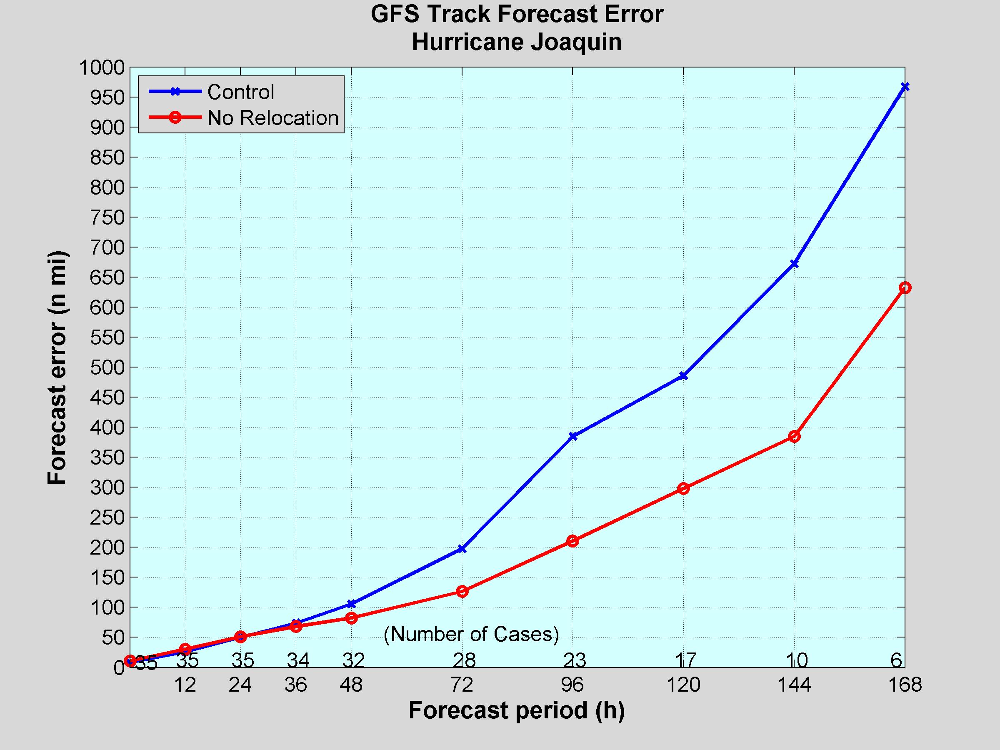 GFS Track Forecast Error
Hurricane Joaquin
1000
950
900
850
800
750
700
650
600
550
500
450
400
350
300
250
200
150
100
50
0
Forecast error (n mi)
Control
No Relocation
(Number of Cases)
35 35 35 34 32 28 23 17 10 6
12 24 36 48 72 96 120 144 168
Forecast period (h)